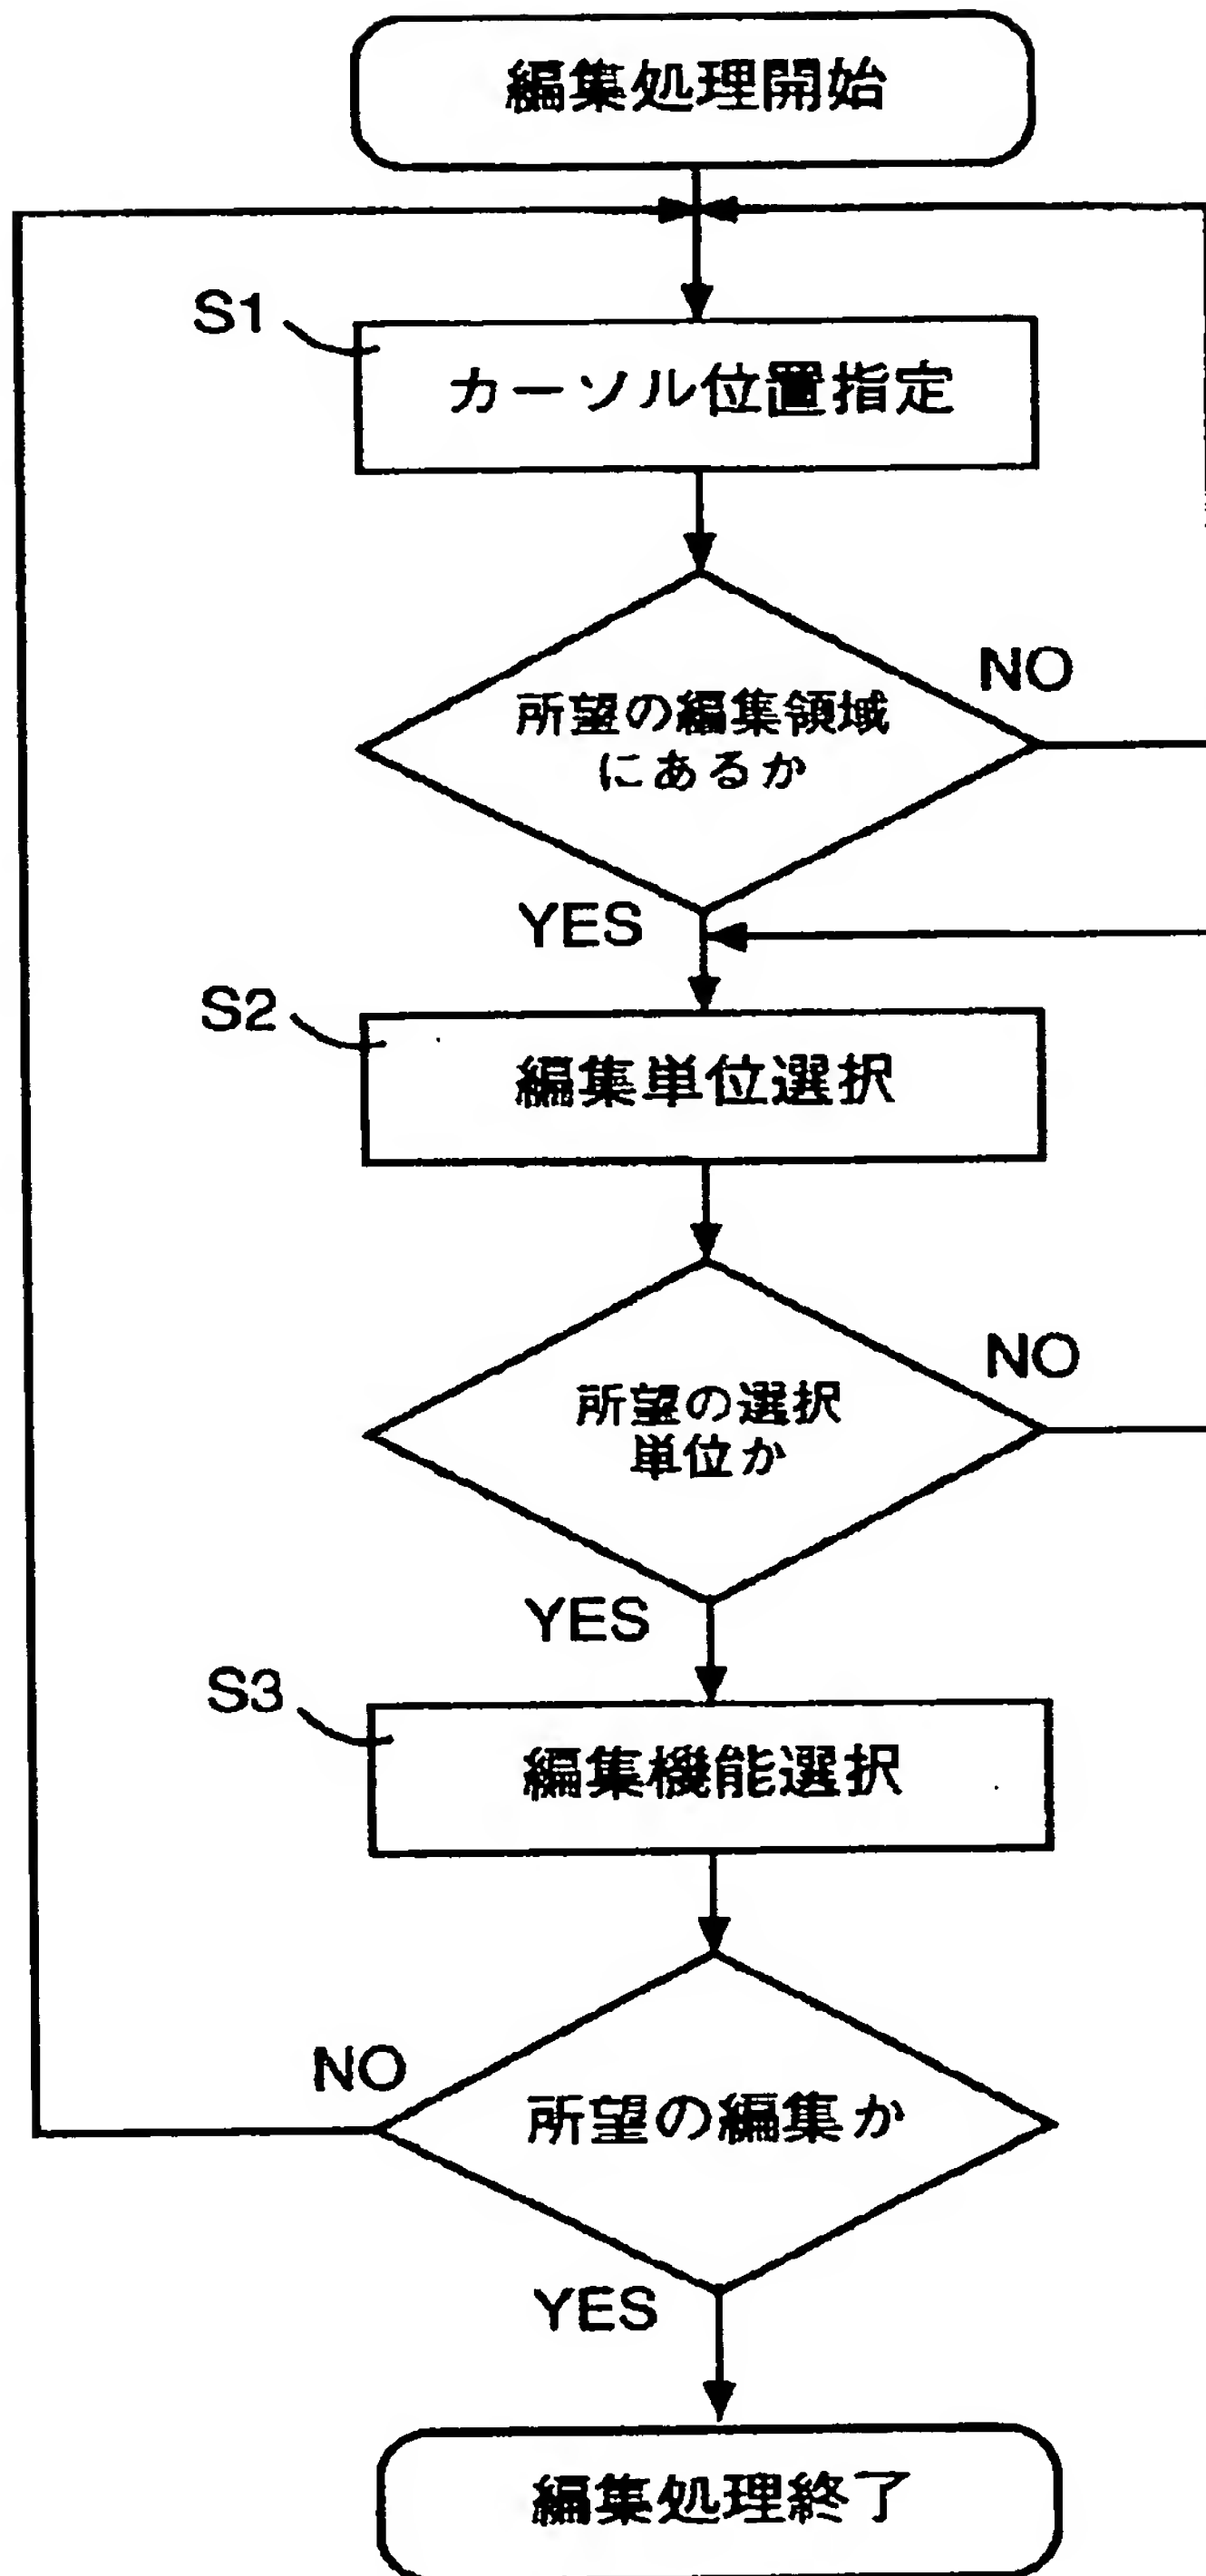 編集処理開始
S1
カーソル位置指定
所望の編集領域
にあるか
NO
YES
S2
編集単位選択
所望の選択
単位か
NO
YES
S3
編集機能選択
所望の編集か
NO
YES
編集処理終了